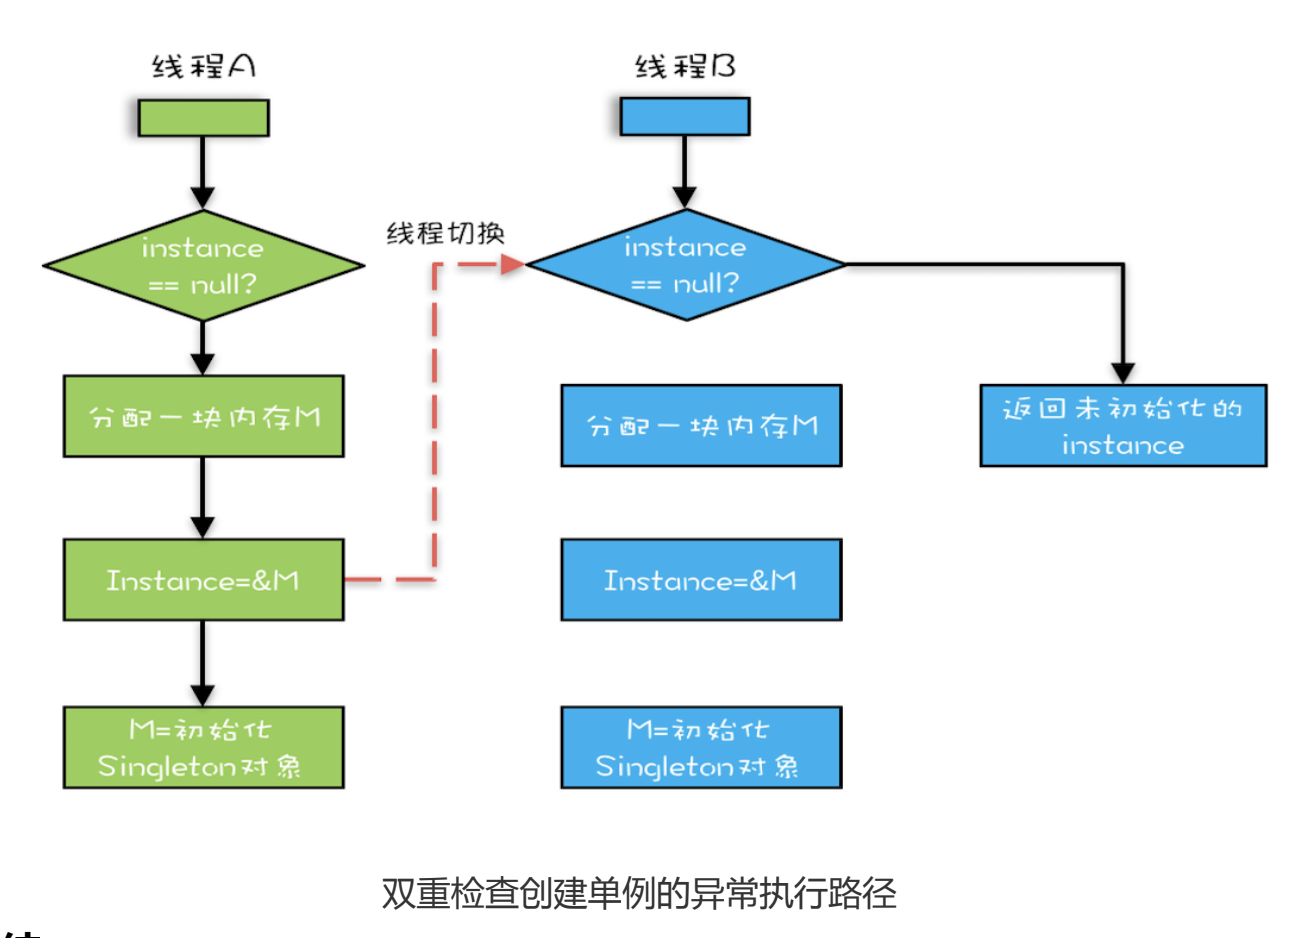 线程A
线程B
instance
== null?
线程切换
instance
== null?
分配一块内存M
分配一块内存M
返回未初始化的
instance
Instance=&M
Instance=&M
M=初始化
Singleton对象
M=初始化
Singleton对象
双重检查创建单例的异常执行路径